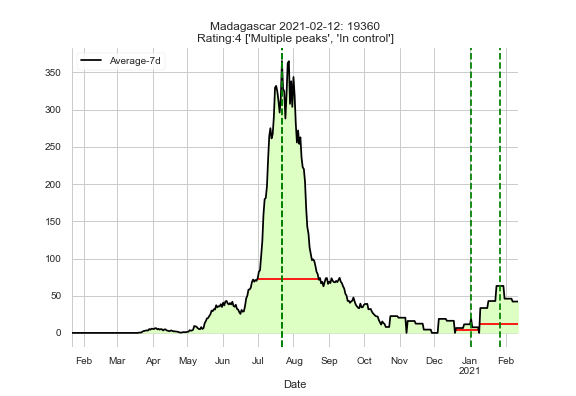 Madagascar 2021-02-12: 19360
Rating:4 ['Multiple peaks', 'In control']
Average-7d
350
300
250
200
150
100
50
0
Feb Mar Apr May Jun Jul Aug Sep Oct Nov Dec Jan Feb
2021
Date